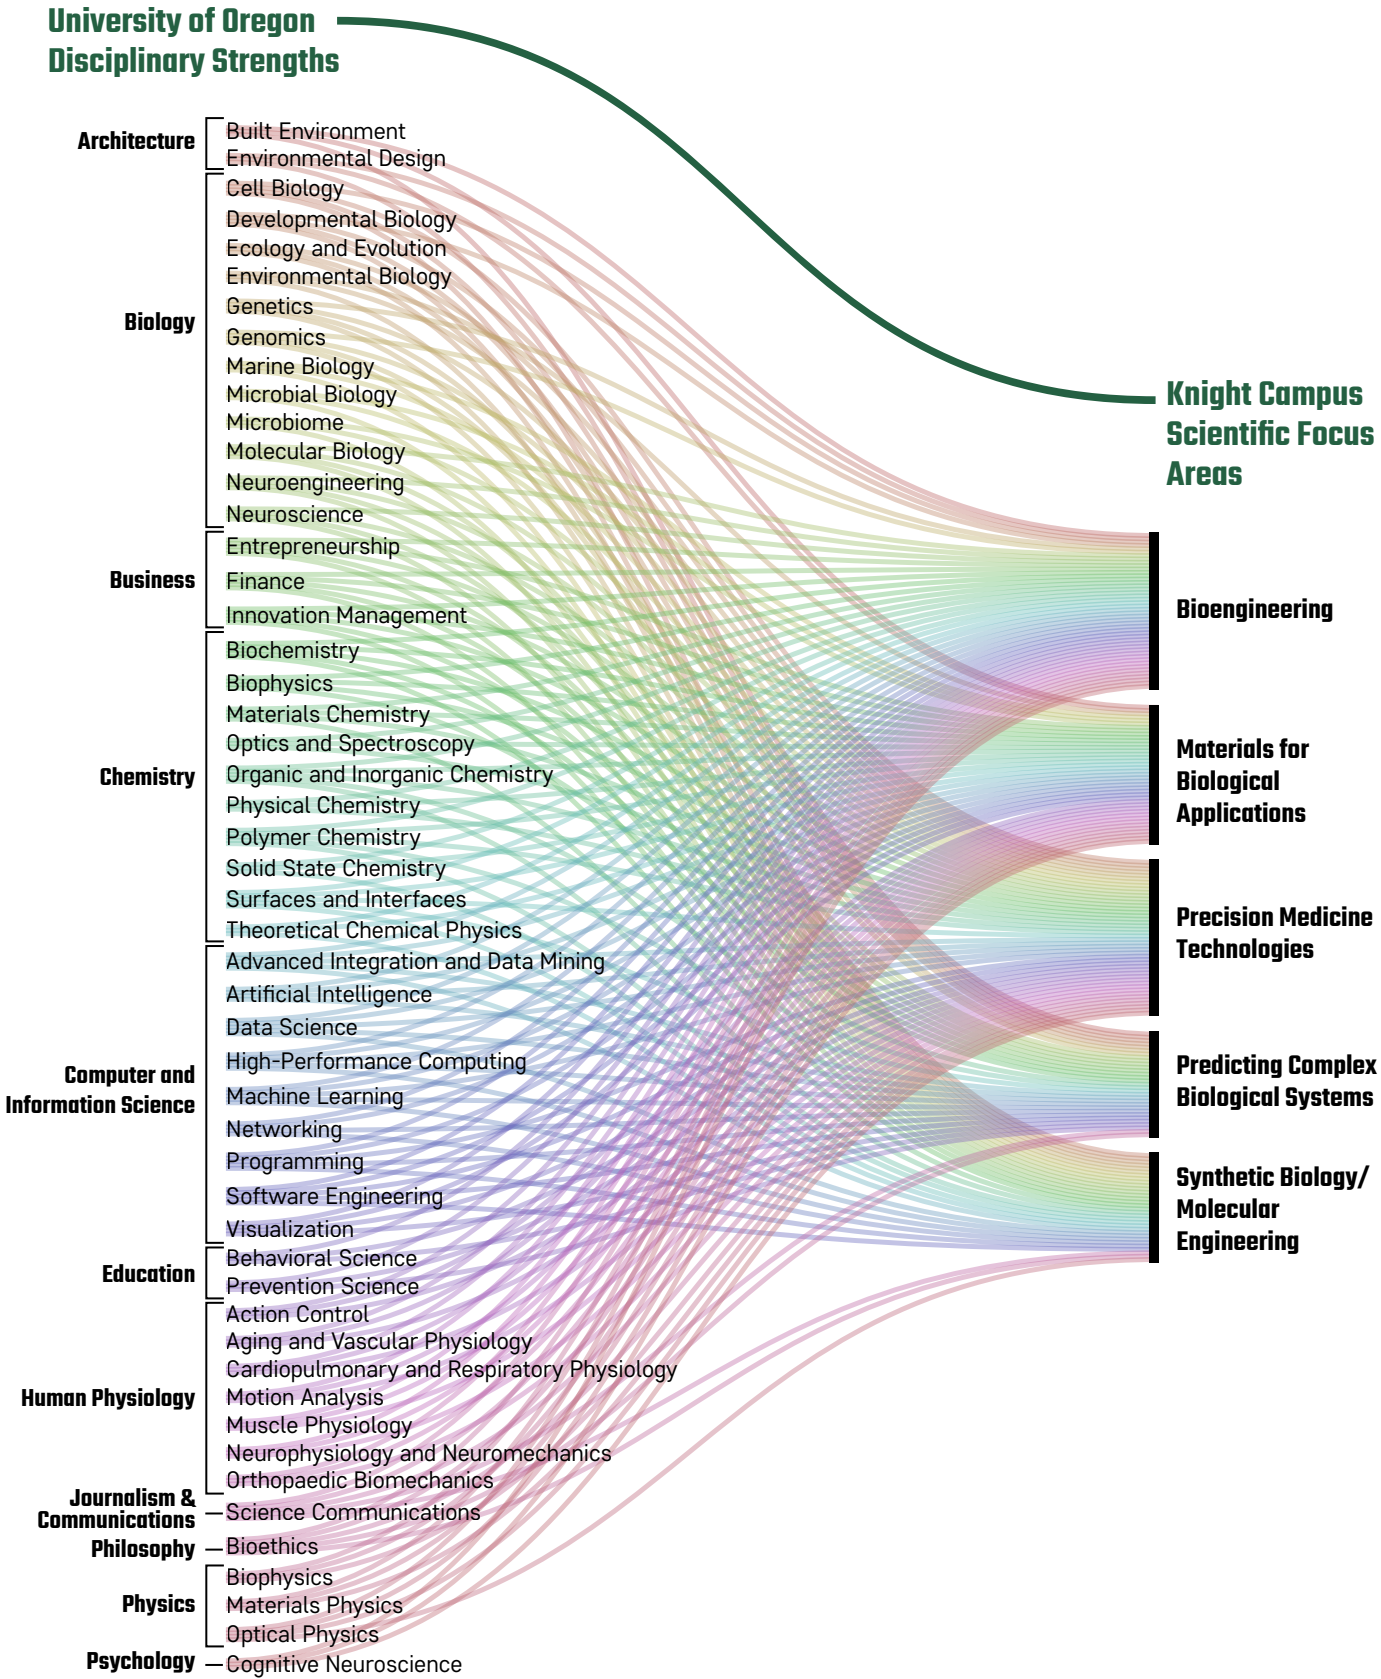 University of Oregon
Disciplinary Strengths
Architecture
Built Environment
Environmental Design
Biology
Cell Biology
Developmental Biology
Ecology and Evolution
Environmental Biology
Genetics
Genomics
Marine Biology
Microbial Biology
Microbiome
Molecular Biology
Neuroengineering
Neuroscience
Business
Entrepreneurship
Finance
Innovation Management
Chemistry
Biochemistry
Biophysics
Materials Chemistry
Optics and Spectroscopy
Organic and Inorganic Chemistry
Physical Chemistry
Polymer Chemistry
Solid State Chemistry
Surfaces and Interfaces
Theoretical Chemical Physics
Computer and
Information Science
Advanced Integration and Data Mining
Artificial Intelligence
Data Science
High-Performance Computing
Machine Learning
Networking
Programming
Software Engineering
Visualization
Education
Behavioral Science
Prevention Science
Human Physiology
Action Control
Aging and Vascular Physiology
Cardiopulmonary and Respiratory Physiology
Motion Analysis
Muscle Physiology
Neurophysiology and Neuromechanics
Orthopaedic Biomechanics
Journalism &
Communications
Science Communications
Philosophy
Bioethics
Physics
Biophysics
Materials Physics
Optical Physics
Psychology
Cognitive Neuroscience
Knight Campus
Scientific Focus
Areas
Bioengineering
Materials for
Biological
Applications
Precision Medicine
Technologies
Predicting Complex
Biological Systems
Synthetic Biology/
Molecular
Engineering